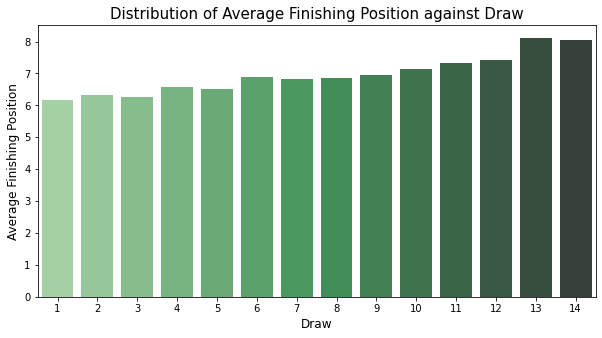 Distribution of Average Finishing Position against Draw
8
7
6
5
4
3
2
1
0
Average Finishing Position
1 2 3 4 5 6 7 8 9 10 11 12 13 14
Draw